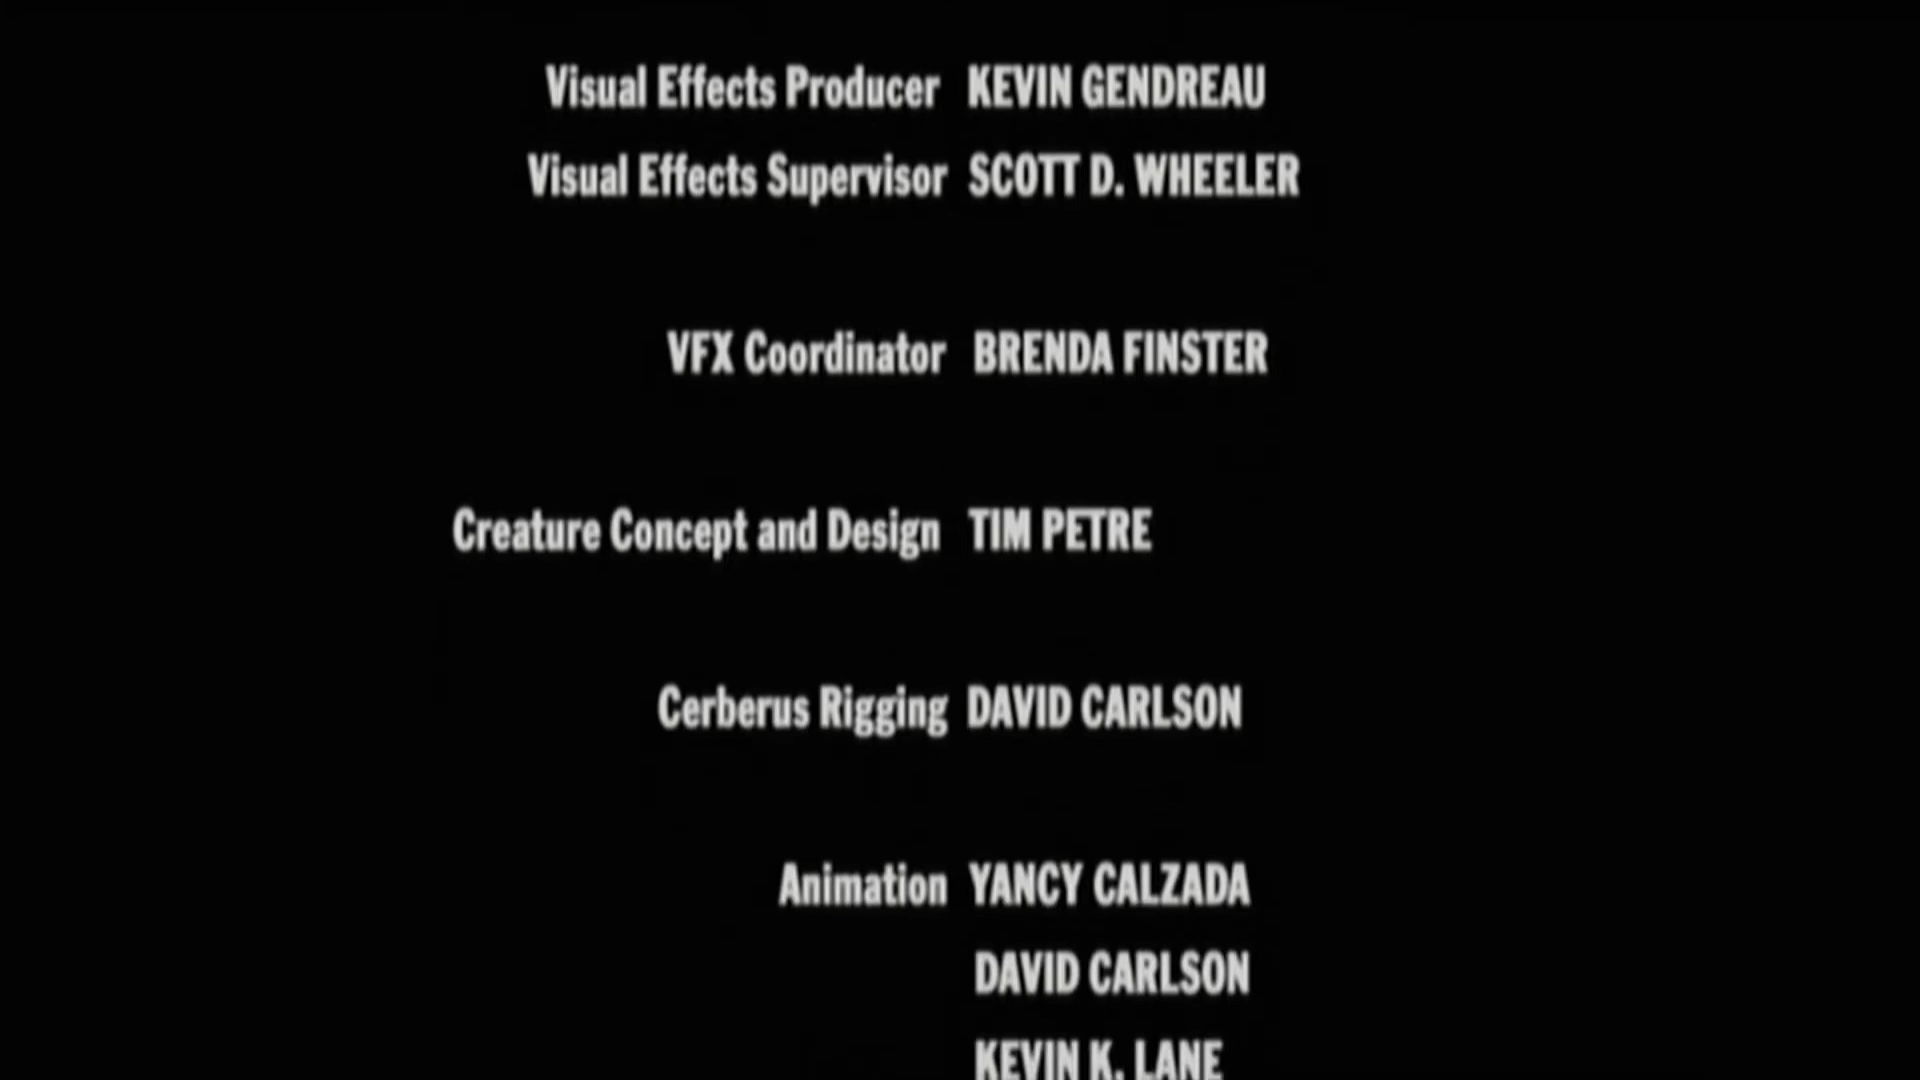 Visual Effects Producer KEVIN GENDREAU
Visual Effects Supervisor SCOTT D. WHEELER
VFX Coordinator BRENDA FINSTER
Creature Concept and Design TIM PETRE
Cerberus Rigging DAVID CARLSON
Animation YANCY CALZADA
DAVID CARLSON
KEVIN K. LANE